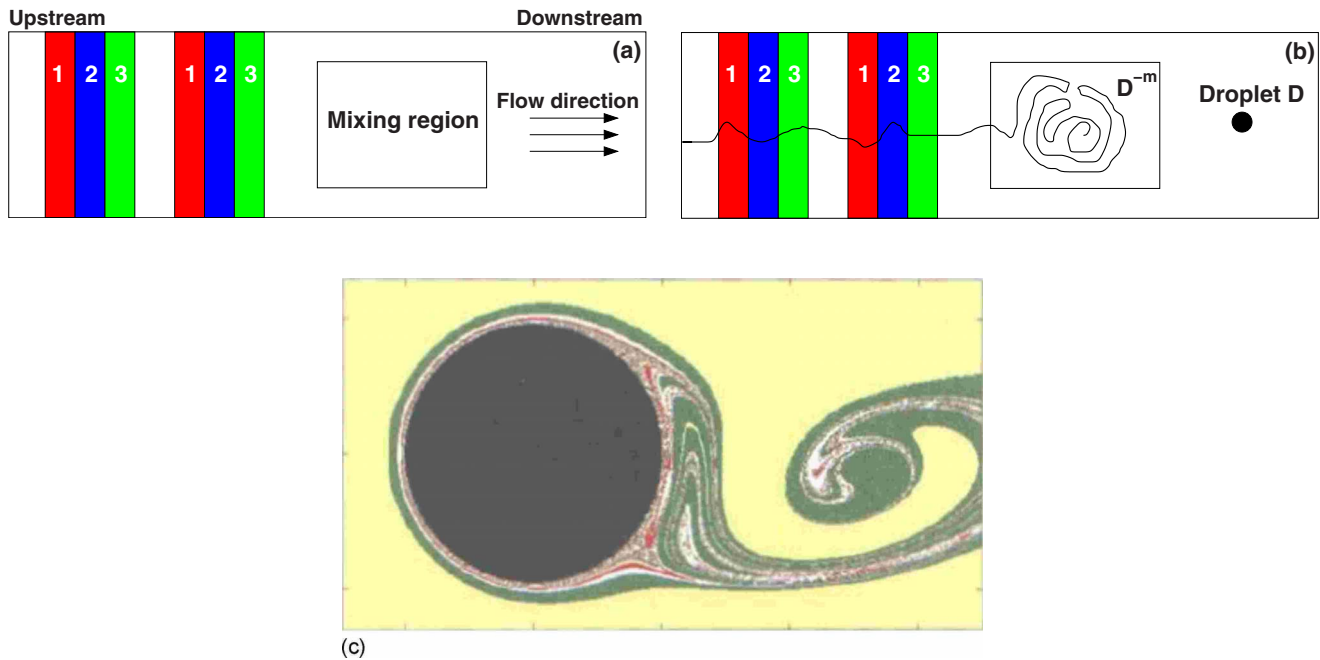 Upstream
Downstream
(a)
1 2 3
1 2 3
Mixing region
Flow direction
(b)
1 2 3
1 2 3
D⁻ᵐ
Droplet D
(c)